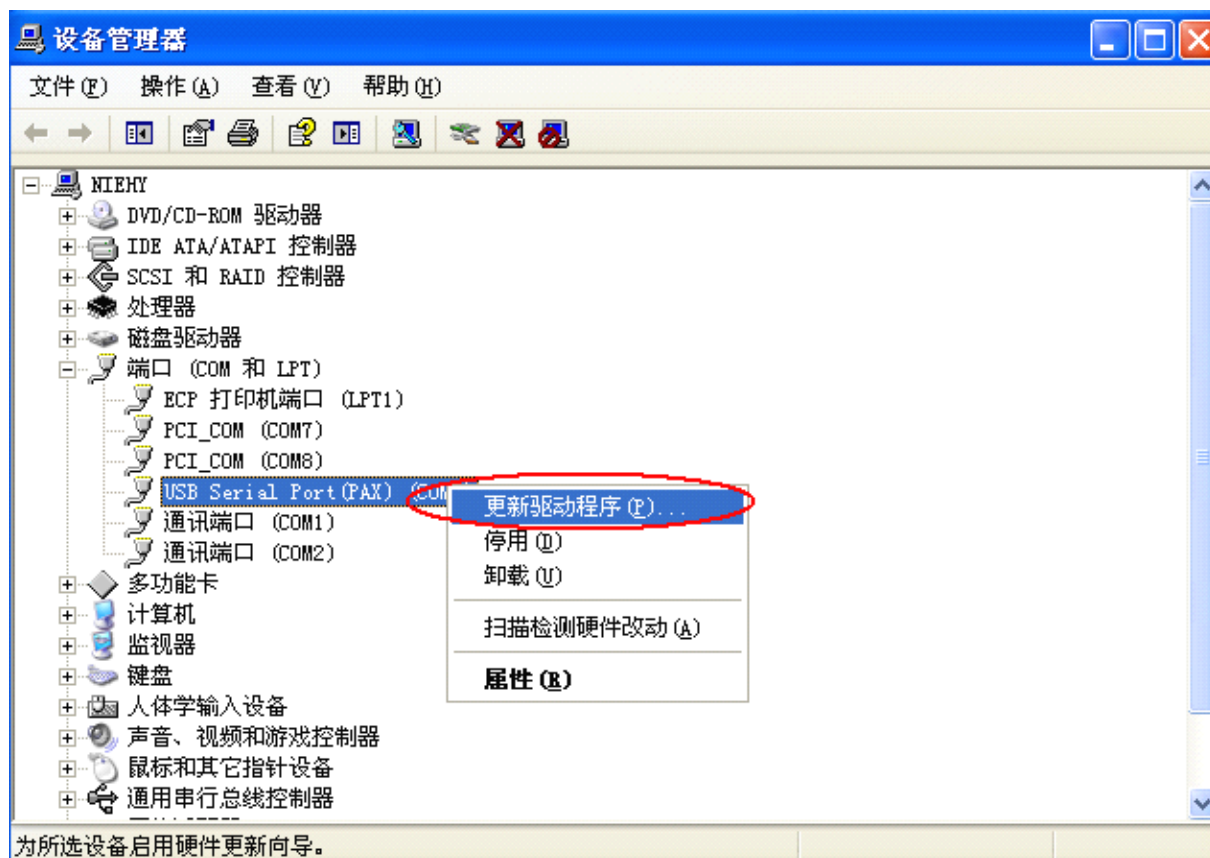 设备管理器
文件(F) 操作(A) 查看(V) 帮助(H)
NIEHY
DVD/CD-ROM 驱动器
IDE ATA/ATAPI 控制器
SCSI 和 RAID 控制器
处理器
磁盘驱动器
端口 (COM 和 LPT)
ECP 打印机端口 (LPT1)
PCI_COM (COM7)
PCI_COM (COM8)
USB Serial Port(PAX)
通讯端口 (COM1)
通讯端口 (COM2)
多功能卡
计算机
监视器
键盘
人体学输入设备
声音、视频和游戏控制器
鼠标和其它指针设备
通用串行总线控制器
更新驱动程序(P)...
停用(D)
卸载(U)
扫描检测硬件改动(A)
属性(R)
为所选设备启用硬件更新向导。